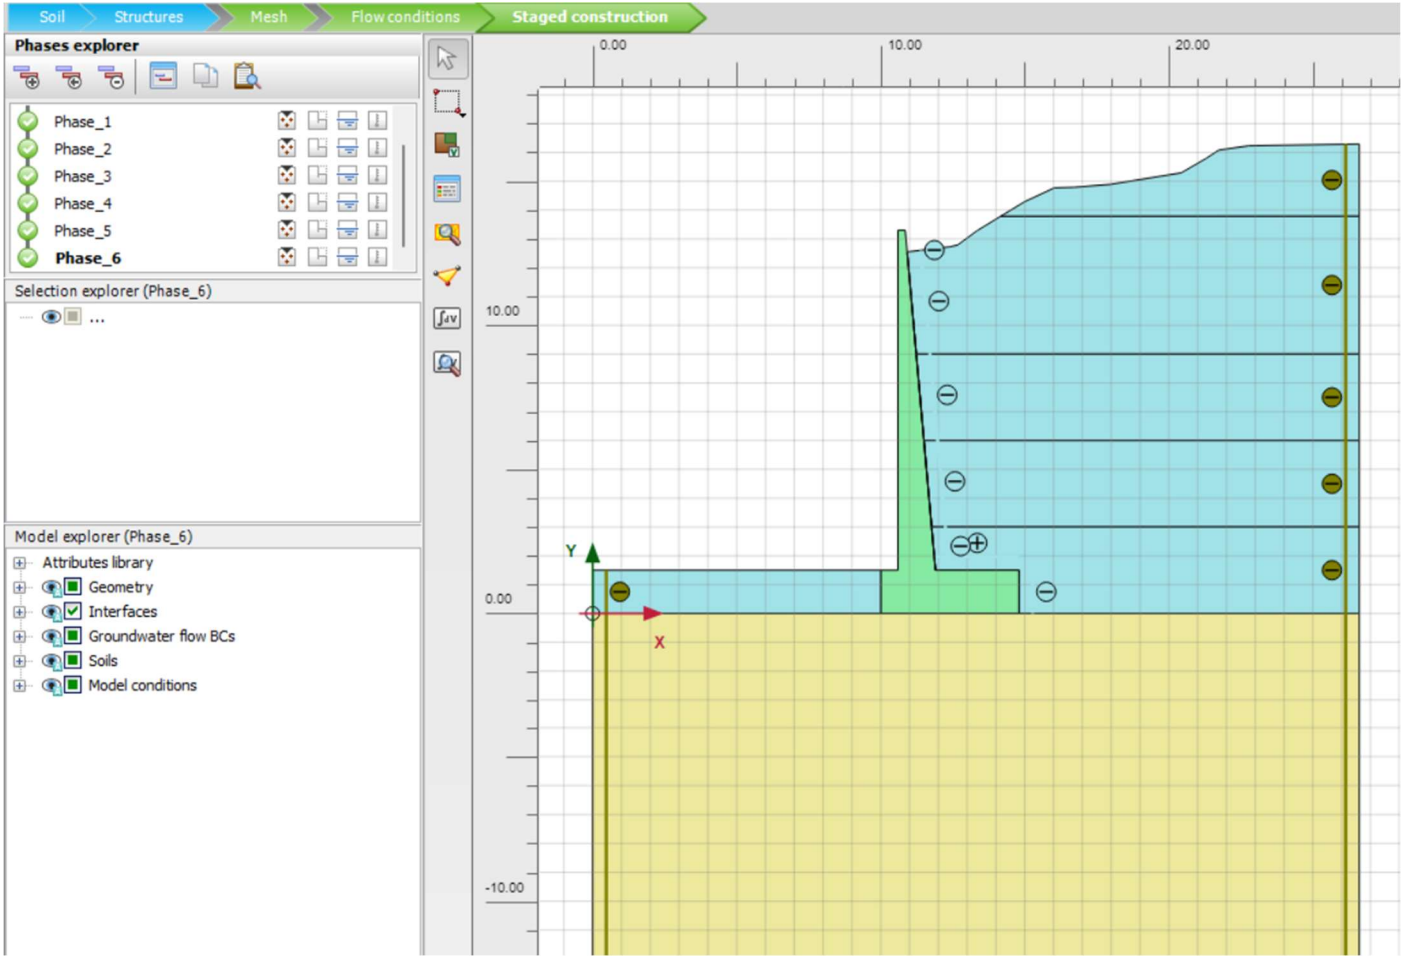 Soil Structures Mesh Flow conditions Staged construction
Phases explorer
Phase_1
Phase_2
Phase_3
Phase_4
Phase_5
Phase_6
Selection explorer (Phase_6)
...
Model explorer (Phase_6)
Attributes library
Geometry
Interfaces
Groundwater flow BCs
Soils
Model conditions
∫dV
0.00 10.00 20.00
10.00
0.00
-10.00
Y
X